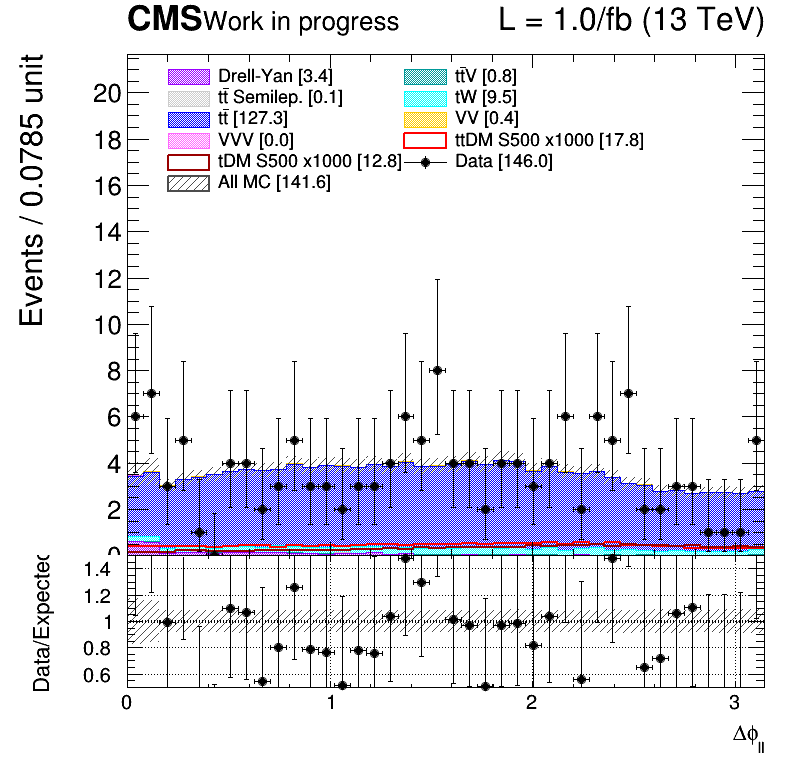 CMS Work in progress L = 1.0/fb (13 TeV)
Events / 0.0785 unit
Drell-Yan [3.4] tt̄V [0.8]
tt̄ Semilep. [0.1] tW [9.5]
tt̄ [127.3] VV [0.4]
VVV [0.0] ttDM S500 x1000 [17.8]
tDM S500 x1000 [12.8] Data [146.0]
All MC [141.6]
20
18
16
14
12
10
8
6
4
2
0
Data/Expected
1.4
1.2
1
0.8
0.6
0 1 2 3
Δϕll